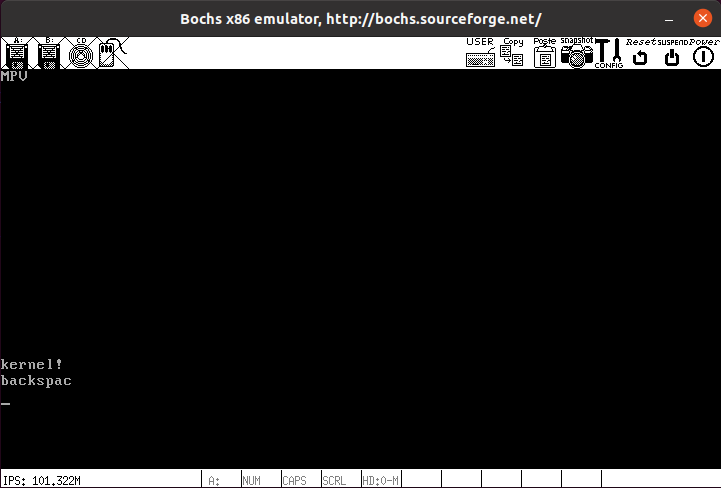 Bochs x86 emulator, http://bochs.sourceforge.net/
A: B: CD USER Copy Paste snapshot CONFIG Reset SUSPEND Power
MPV
kernel!
backspac
IPS: 101.322M A: NUM CAPS SCRL HD:0-M